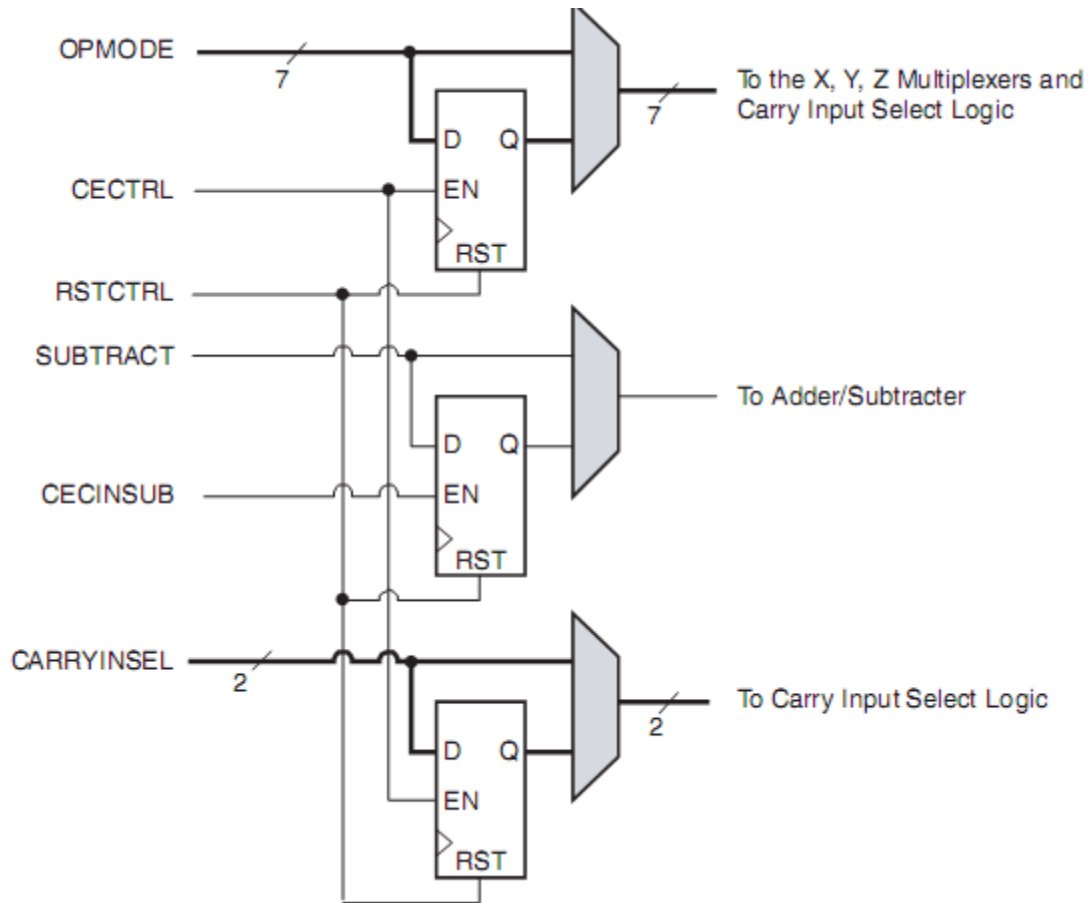 OPMODE
7
D Q
EN
RST
7
To the X, Y, Z Multiplexers and
Carry Input Select Logic
CECTRL
RSTCTRL
SUBTRACT
D Q
EN
RST
To Adder/Subtracter
CECINSUB
CARRYINSEL
2
D Q
EN
RST
2
To Carry Input Select Logic